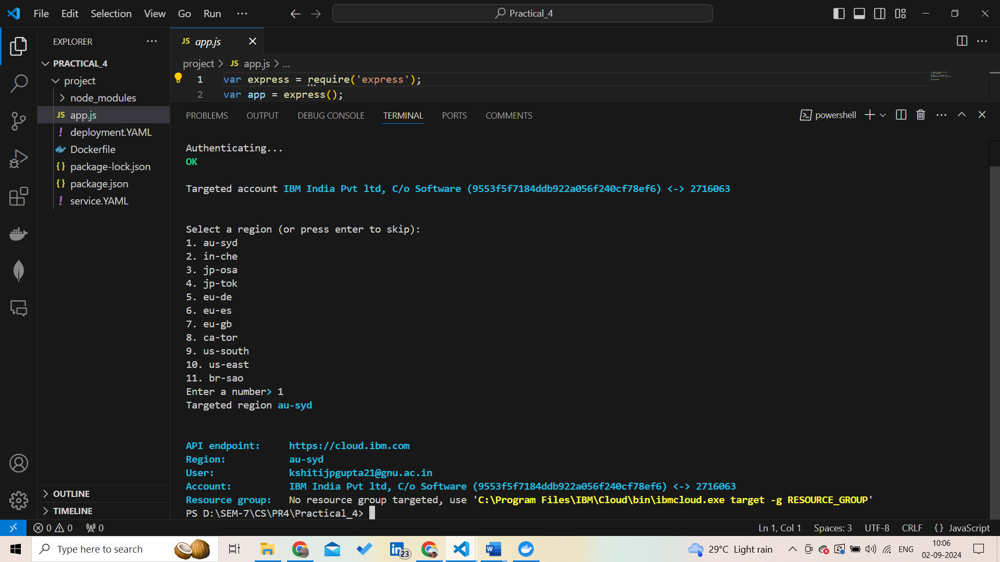 File Edit Selection View Go Run ...
Practical_4
EXPLORER
PRACTICAL_4
project
node_modules
JS app.js
! deployment.YAML
Dockerfile
{} package-lock.json
{} package.json
! service.YAML
OUTLINE
TIMELINE
JS app.js
project > JS app.js > ...
1 var express = require('express');
2 var app = express();
PROBLEMS OUTPUT DEBUG CONSOLE TERMINAL PORTS COMMENTS
powershell
Authenticating...
OK
Targeted account IBM India Pvt ltd, C/o Software (9553f5f7184ddb922a056f240cf78ef6) <-> 2716063
Select a region (or press enter to skip):
1. au-syd
2. in-che
3. jp-osa
4. jp-tok
5. eu-de
6. eu-es
7. eu-gb
8. ca-tor
9. us-south
10. us-east
11. br-sao
Enter a number> 1
Targeted region au-syd
API endpoint: https://cloud.ibm.com
Region: au-syd
User: kshitijpgupta21@gnu.ac.in
Account: IBM India Pvt ltd, C/o Software (9553f5f7184ddb922a056f240cf78ef6) <-> 2716063
Resource group: No resource group targeted, use 'C:\Program Files\IBM\Cloud\bin\ibmcloud.exe target -g RESOURCE_GROUP'
PS D:\SEM-7\CS\PR4\Practical_4>
0 0 0
Ln 1, Col 1 Spaces: 3 UTF-8 CRLF {} JavaScript
Type here to search
23
29°C Light rain
ENG
10:06
02-09-2024